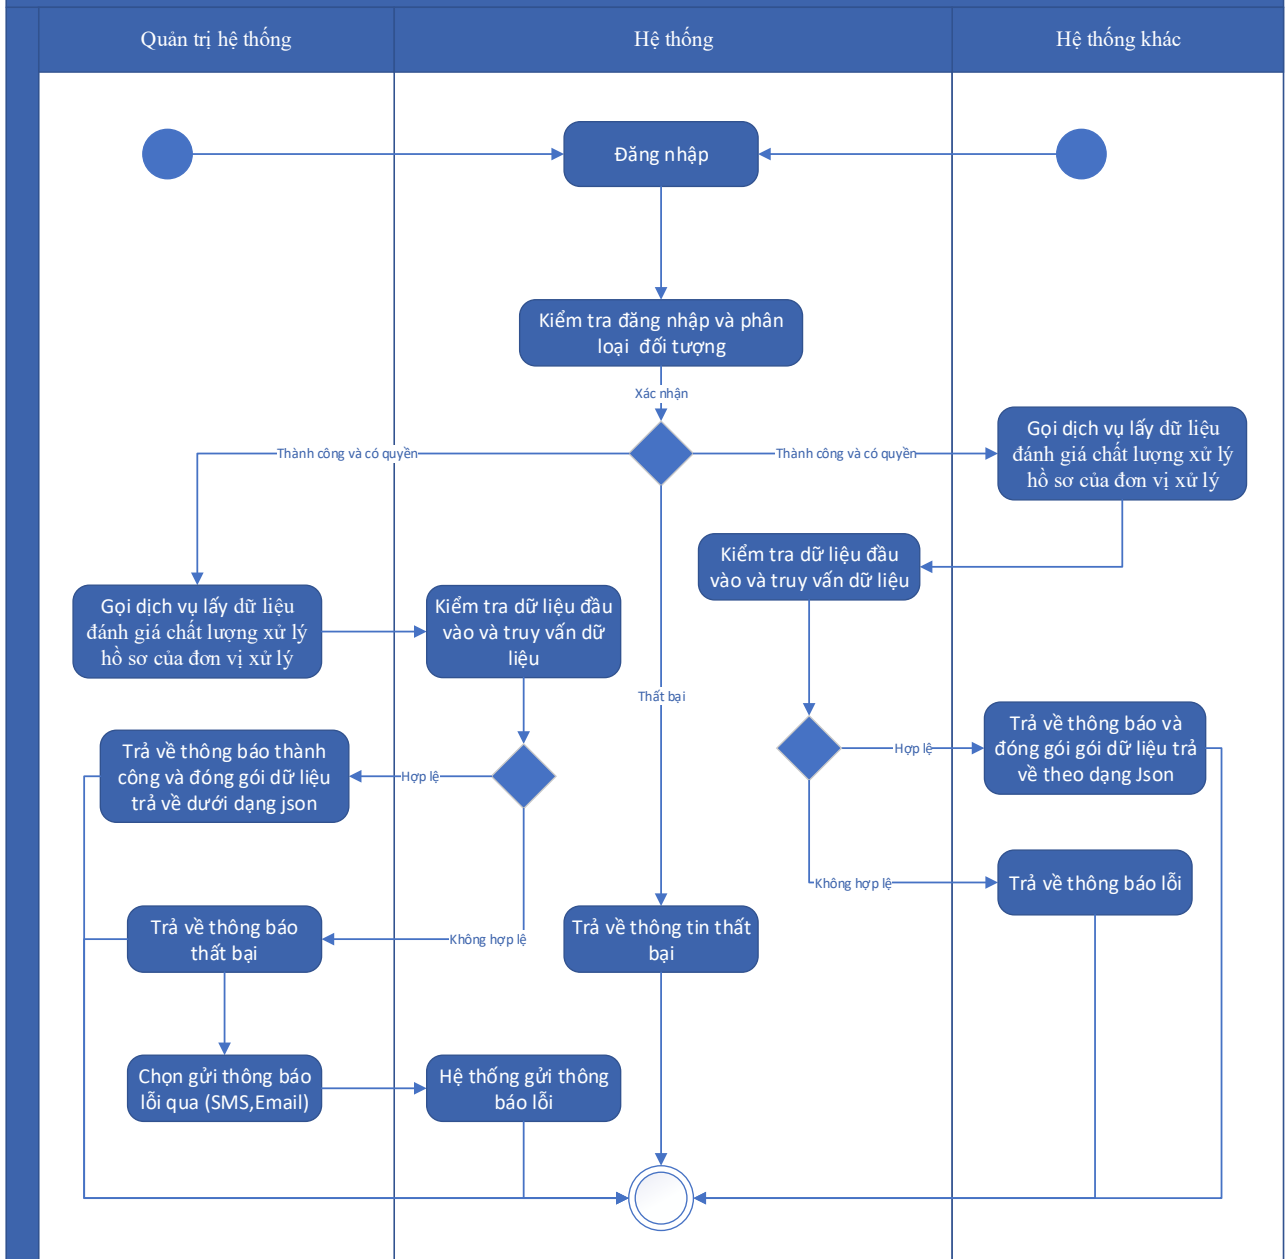 Quản trị hệ thống
Hệ thống
Hệ thống khác
Đăng nhập
Kiểm tra đăng nhập và phân
loại đối tượng
Xác nhận
Thành công và có quyền
Thành công và có quyền
Gọi dịch vụ lấy dữ liệu
đánh giá chất lượng xử lý
hồ sơ của đơn vị xử lý
Kiểm tra dữ liệu đầu
vào và truy vấn dữ liệu
Gọi dịch vụ lấy dữ liệu
đánh giá chất lượng xử lý
hồ sơ của đơn vị xử lý
Kiểm tra dữ liệu đầu
vào và truy vấn dữ
liệu
Thất bại
Trả về thông báo thành
công và đóng gói dữ liệu
trả về dưới dạng json
Hợp lệ
Hợp lệ
Trả về thông báo và
đóng gói gói dữ liệu trả
về theo dạng Json
Không hợp lệ
Trả về thông báo lỗi
Trả về thông báo
thất bại
Không hợp lệ
Trả về thông tin thất
bại
Chọn gửi thông báo
lỗi qua (SMS,Email)
Hệ thống gửi thông
báo lỗi